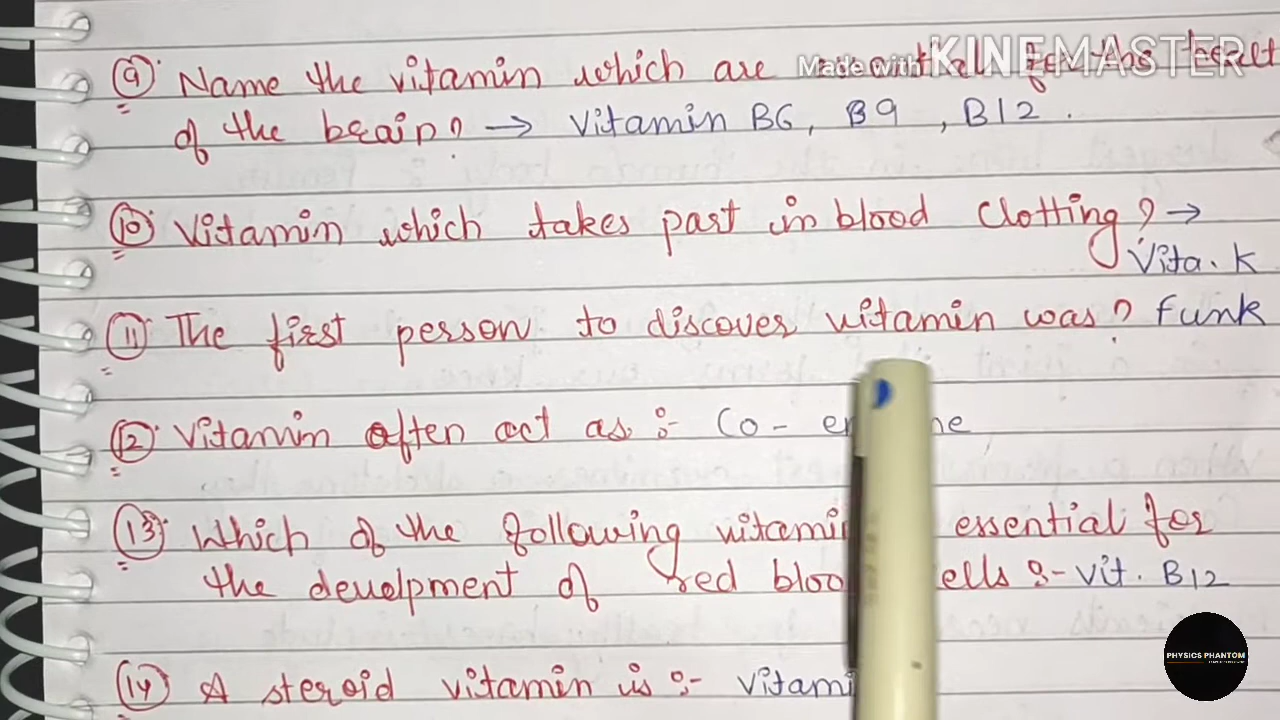 Made with KINEMASTER
9 Name the vitamin which are for the
of the brain? → Vitamin B6, B9, B12.
10 Vitamin which takes part in blood clotting? →
Vita. K
11 The first person to discover vitamin was? Funk
12 Vitamin often act as :- Co-
13 Which of the following essential for
the develpment of red :- Vit. B12
14 A steroid vitamin is :-
PHYSICS PHANTOM